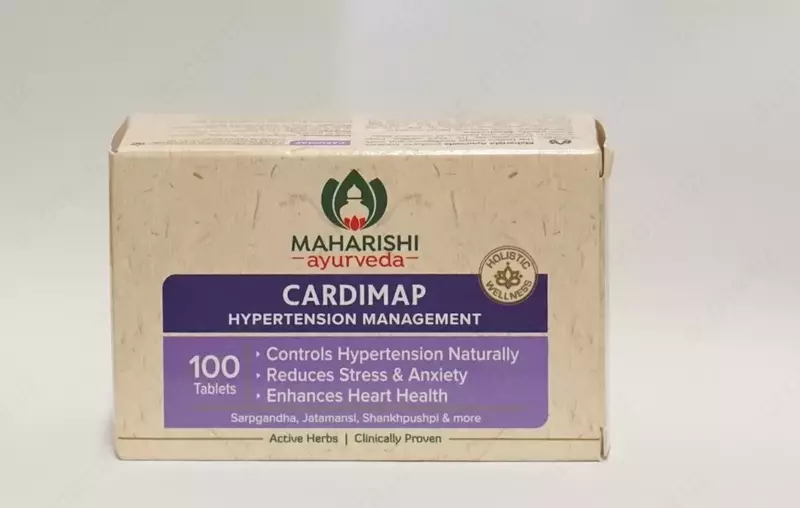 CARDIMAP
MAHARISHI
ayurveda
HOLISTIC WELLNESS
CARDIMAP
HYPERTENSION MANAGEMENT
100
Tablets
› Controls Hypertension Naturally
› Reduces Stress & Anxiety
› Enhances Heart Health
Sarpgandha, Jatamansi, Shankhpushpi & more
Active Herbs | Clinically Proven